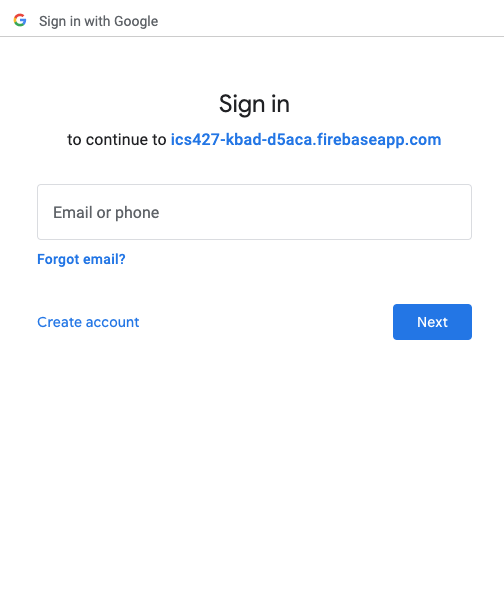 Sign in with Google
Sign in
to continue to ics427-kbad-d5aca.firebaseapp.com
Email or phone
Forgot email?
Create account
Next